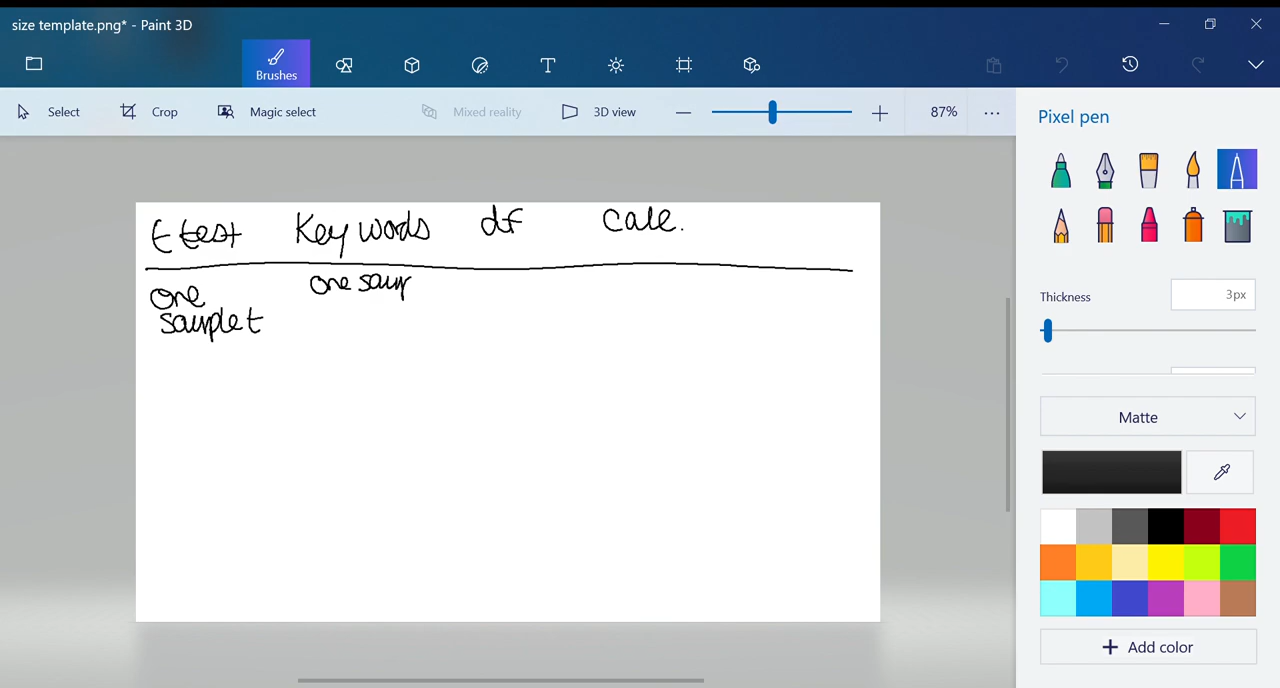 size template.png* - Paint 3D
Brushes
Select Crop Magic select Mixed reality 3D view 87%
Pixel pen
Thickness 3px
Matte
Add color
t test Key words df calc.
one one samp
sample t